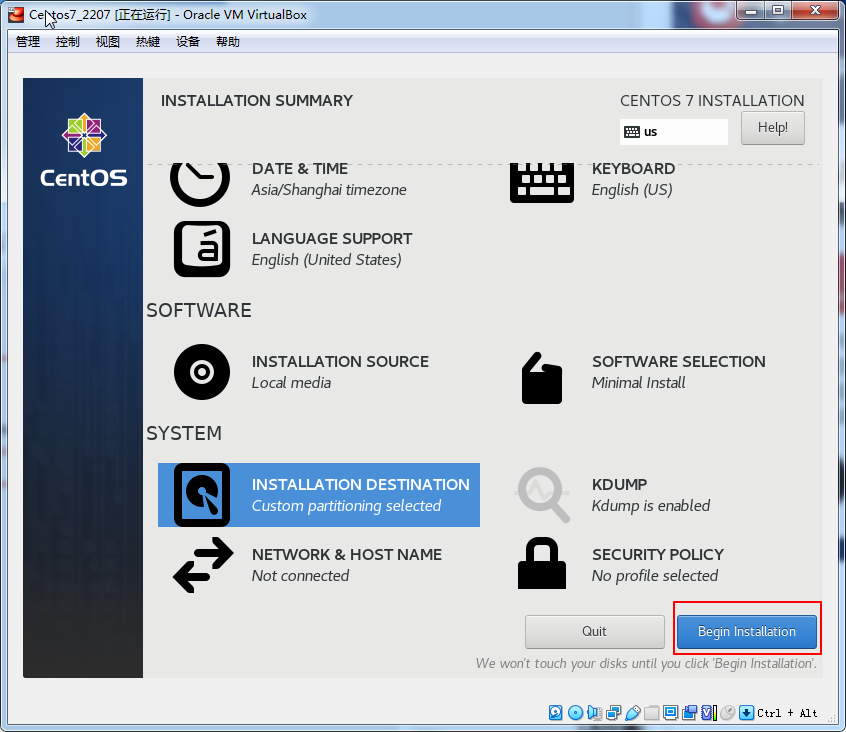 Centos7_2207 [正在运行] - Oracle VM VirtualBox
管理 控制 视图 热键 设备 帮助
CentOS
INSTALLATION SUMMARY
CENTOS 7 INSTALLATION
us
Help!
DATE & TIME
Asia/Shanghai timezone
KEYBOARD
English (US)
LANGUAGE SUPPORT
English (United States)
SOFTWARE
INSTALLATION SOURCE
Local media
SOFTWARE SELECTION
Minimal Install
SYSTEM
INSTALLATION DESTINATION
Custom partitioning selected
KDUMP
Kdump is enabled
NETWORK & HOST NAME
Not connected
SECURITY POLICY
No profile selected
Quit
Begin Installation
We won't touch your disks until you click 'Begin Installation'.
Ctrl + Alt